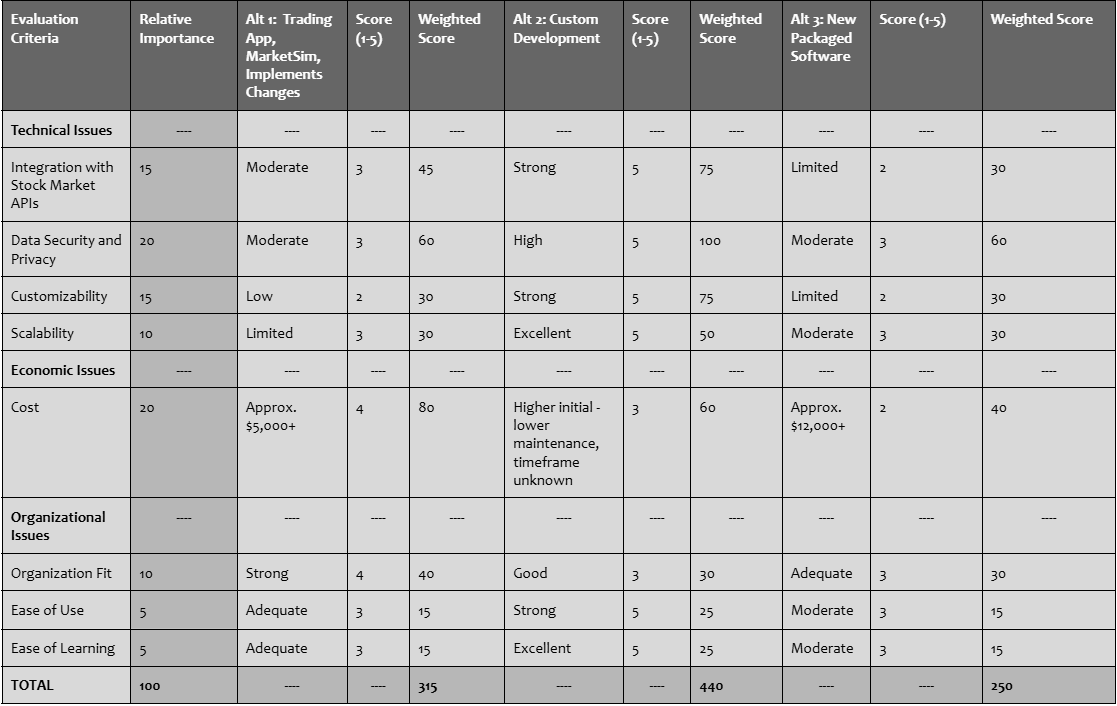 Evaluation Criteria | Relative Importance | Alt 1: Trading App, MarketSim, Implements Changes | Score (1-5) | Weighted Score | Alt 2: Custom Development | Score (1-5) | Weighted Score | Alt 3: New Packaged Software | Score (1-5) | Weighted Score
Technical Issues | ---- | ---- | ---- | ---- | ---- | ---- | ---- | ---- | ---- | ----
Integration with Stock Market APIs | 15 | Moderate | 3 | 45 | Strong | 5 | 75 | Limited | 2 | 30
Data Security and Privacy | 20 | Moderate | 3 | 60 | High | 5 | 100 | Moderate | 3 | 60
Customizability | 15 | Low | 2 | 30 | Strong | 5 | 75 | Limited | 2 | 30
Scalability | 10 | Limited | 3 | 30 | Excellent | 5 | 50 | Moderate | 3 | 30
Economic Issues | ---- | ---- | ---- | ---- | ---- | ---- | ---- | ---- | ---- | ----
Cost | 20 | Approx. $5,000+ | 4 | 80 | Higher initial - lower maintenance, timeframe unknown | 3 | 60 | Approx. $12,000+ | 2 | 40
Organizational Issues | ---- | ---- | ---- | ---- | ---- | ---- | ---- | ---- | ---- | ----
Organization Fit | 10 | Strong | 4 | 40 | Good | 3 | 30 | Adequate | 3 | 30
Ease of Use | 5 | Adequate | 3 | 15 | Strong | 5 | 25 | Moderate | 3 | 15
Ease of Learning | 5 | Adequate | 3 | 15 | Excellent | 5 | 25 | Moderate | 3 | 15
TOTAL | 100 | ---- | ---- | 315 | ---- | ---- | 440 | ---- | ---- | 250